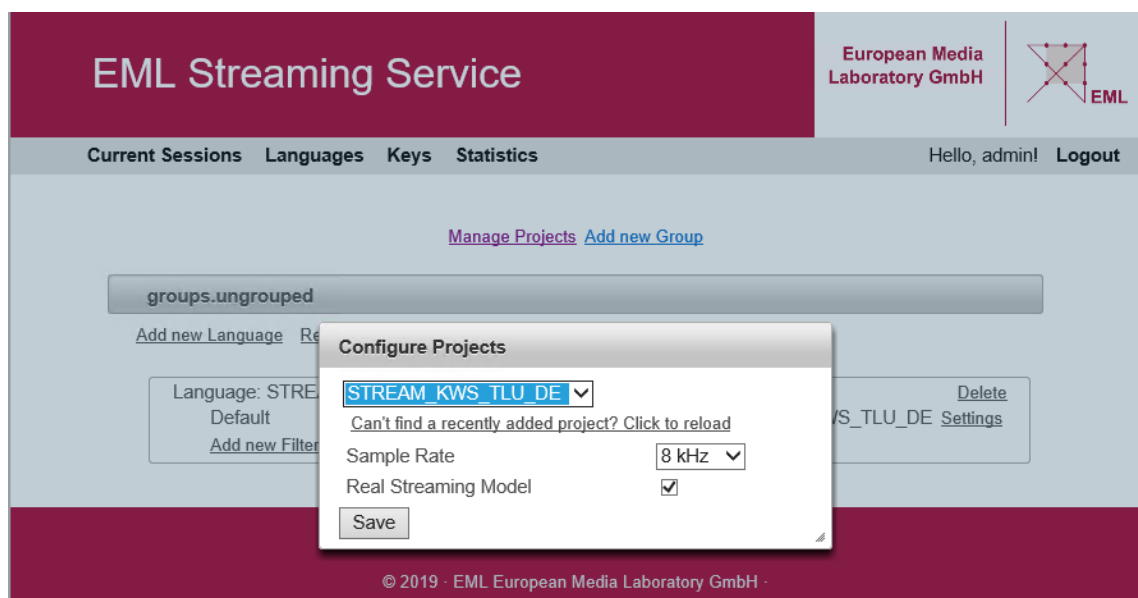 EML Streaming Service
European Media
Laboratory GmbH
EML
Current Sessions Languages Keys Statistics
Hello, admin! Logout
Manage Projects Add new Group
groups.ungrouped
Add new Language
Configure Projects
STREAM_KWS_TLU_DE
Can't find a recently added project? Click to reload
Sample Rate 8 kHz
Real Streaming Model
Save
Language: Delete
Default _TLU_DE Settings
Add new Filter
© 2019 · EML European Media Laboratory GmbH ·